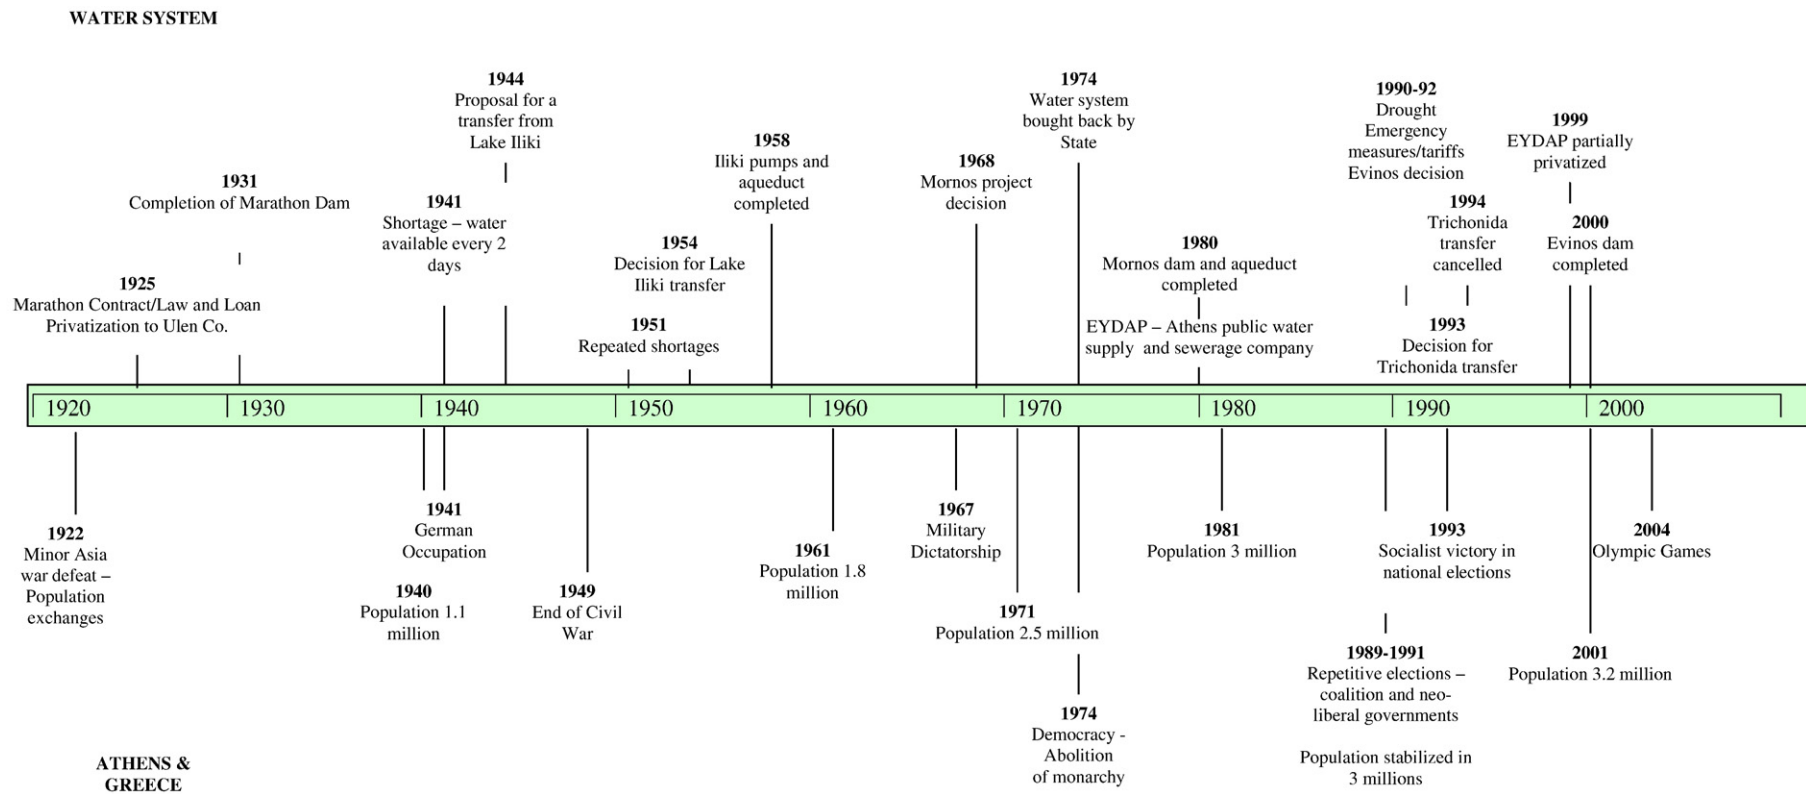 WATER SYSTEM
1944
Proposal for a
transfer from
Lake Iliki
1974
Water system
bought back by
State
1990-92
Drought
Emergency
measures/tariffs
Evinos decision
1999
EYDAP partially
privatized
1958
Iliki pumps and
aqueduct
completed
1968
Mornos project
decision
1931
Completion of Marathon Dam
1941
Shortage – water
available every 2
days
1994
Trichonida
transfer
cancelled
2000
Evinos dam
completed
1954
Decision for Lake
Iliki transfer
1980
Mornos dam and aqueduct
completed
1925
Marathon Contract/Law and Loan
Privatization to Ulen Co.
1951
Repeated shortages
EYDAP – Athens public water
supply and sewerage company
1993
Decision for
Trichonida transfer
1920
1930
1940
1950
1960
1970
1980
1990
2000
1922
Minor Asia
war defeat –
Population
exchanges
1941
German
Occupation
1940
Population 1.1
million
1949
End of Civil
War
1961
Population 1.8
million
1967
Military
Dictatorship
1971
Population 2.5 million
1974
Democracy -
Abolition
of monarchy
1981
Population 3 million
1993
Socialist victory in
national elections
2004
Olympic Games
1989-1991
Repetitive elections –
coalition and neo-
liberal governments
Population stabilized in
3 millions
2001
Population 3.2 million
ATHENS &
GREECE